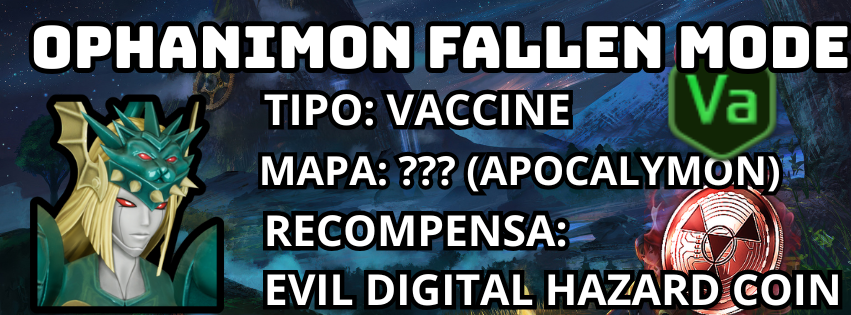 OPHANIMON FALLEN MODE
TIPO: VACCINE
Va
MAPA: ??? (APOCALYMON)
RECOMPENSA:
EVIL DIGITAL HAZARD COIN